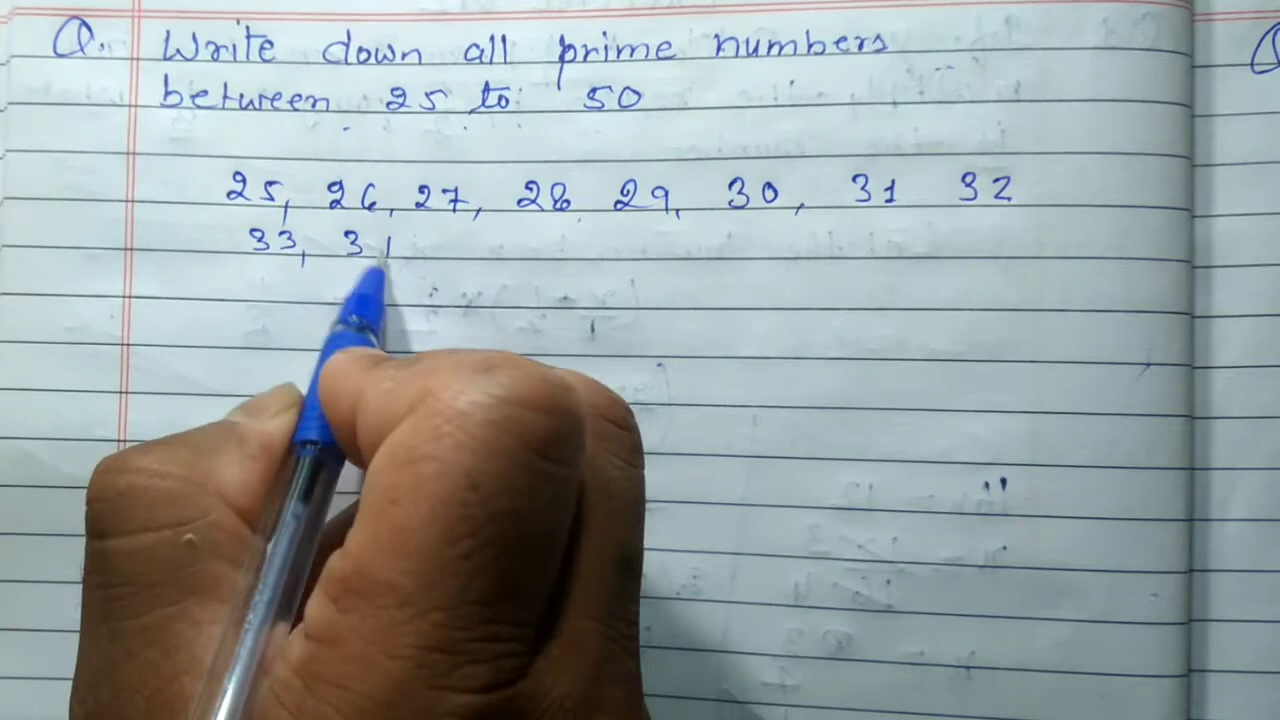 Q. Write down all prime numbers
between 25 to 50
25, 26, 27, 28 29, 30, 31 32
33, 3